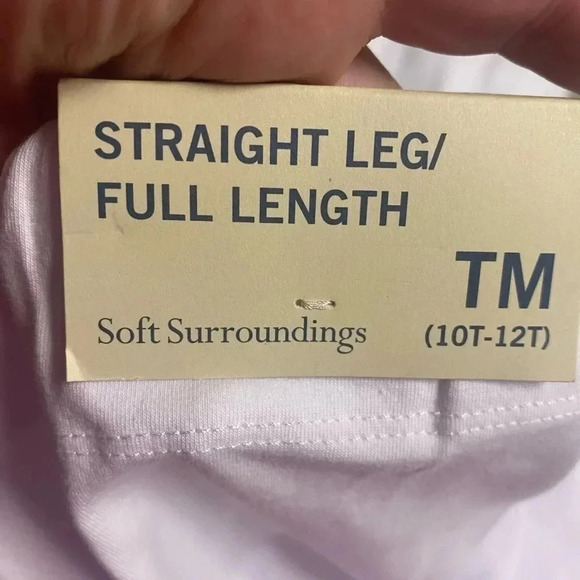 STRAIGHT LEG/
FULL LENGTH
TM
Soft Surroundings (10T-12T)